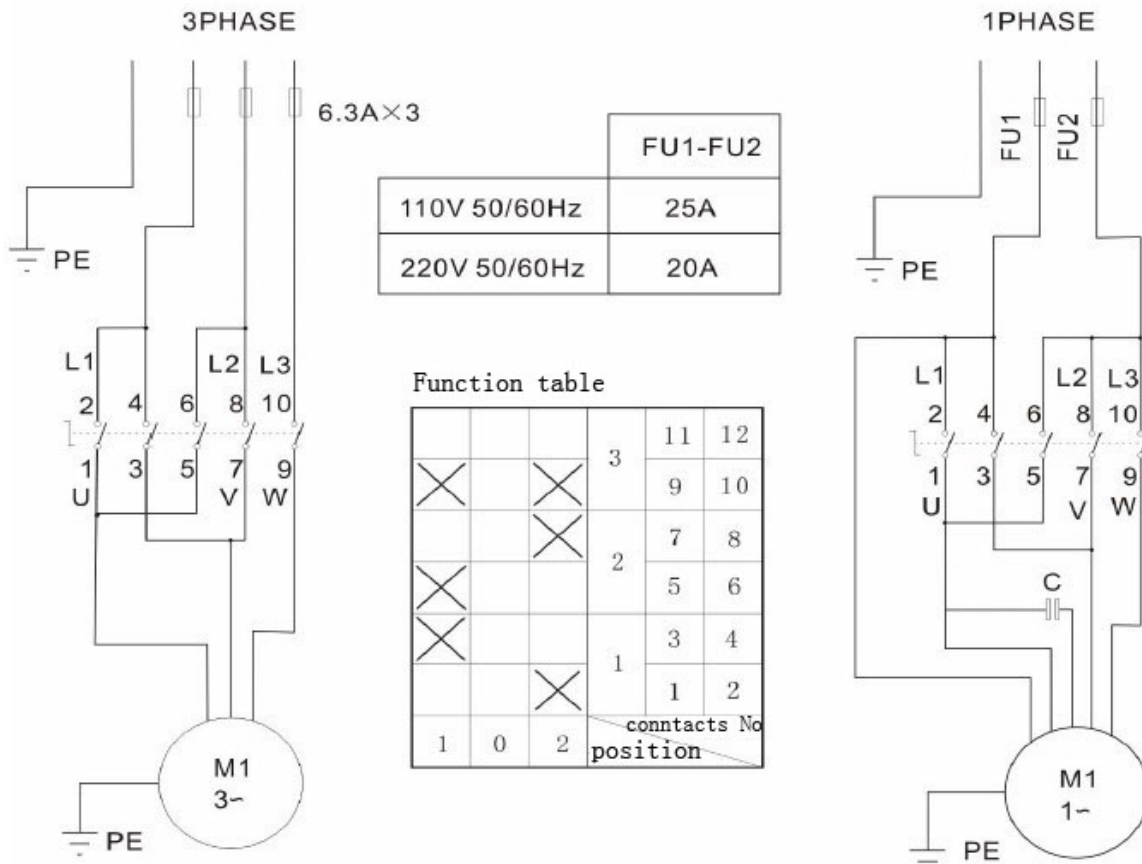 3PHASE
6.3A×3
PE
L1 L2 L3
2 4 6 8 10
1 3 5 7 9
U V W
M1
3~
PE
FU1-FU2
110V 50/60Hz 25A
220V 50/60Hz 20A
Function table
3 11 12
9 10
2 7 8
5 6
1 3 4
1 2
conntacts No
1 0 2 position
1PHASE
FU1 FU2
PE
L1 L2 L3
2 4 6 8 10
1 3 5 7 9
U V W
C
M1
1~
PE